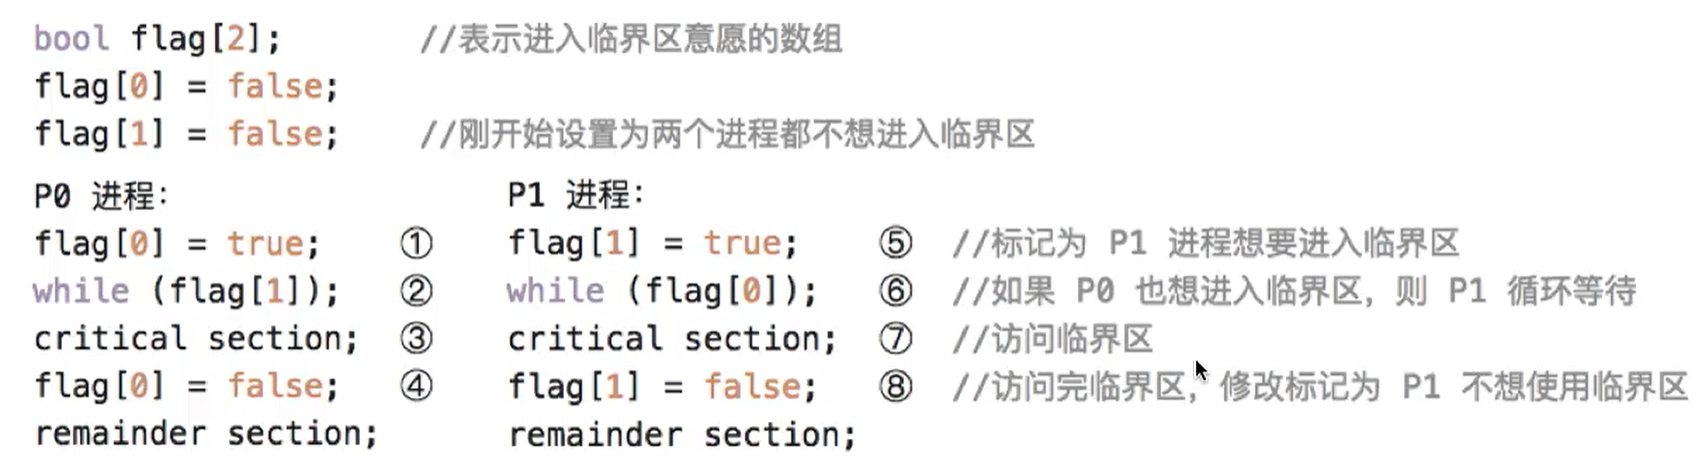 bool flag[2]; //表示进入临界区意愿的数组
flag[0] = false;
flag[1] = false; //刚开始设置为两个进程都不想进入临界区
P0 进程: P1 进程:
flag[0] = true; ① flag[1] = true; ⑤ //标记为 P1 进程想要进入临界区
while (flag[1]); ② while (flag[0]); ⑥ //如果 P0 也想进入临界区, 则 P1 循环等待
critical section; ③ critical section; ⑦ //访问临界区
flag[0] = false; ④ flag[1] = false; ⑧ //访问完临界区, 修改标记为 P1 不想使用临界区
remainder section; remainder section;